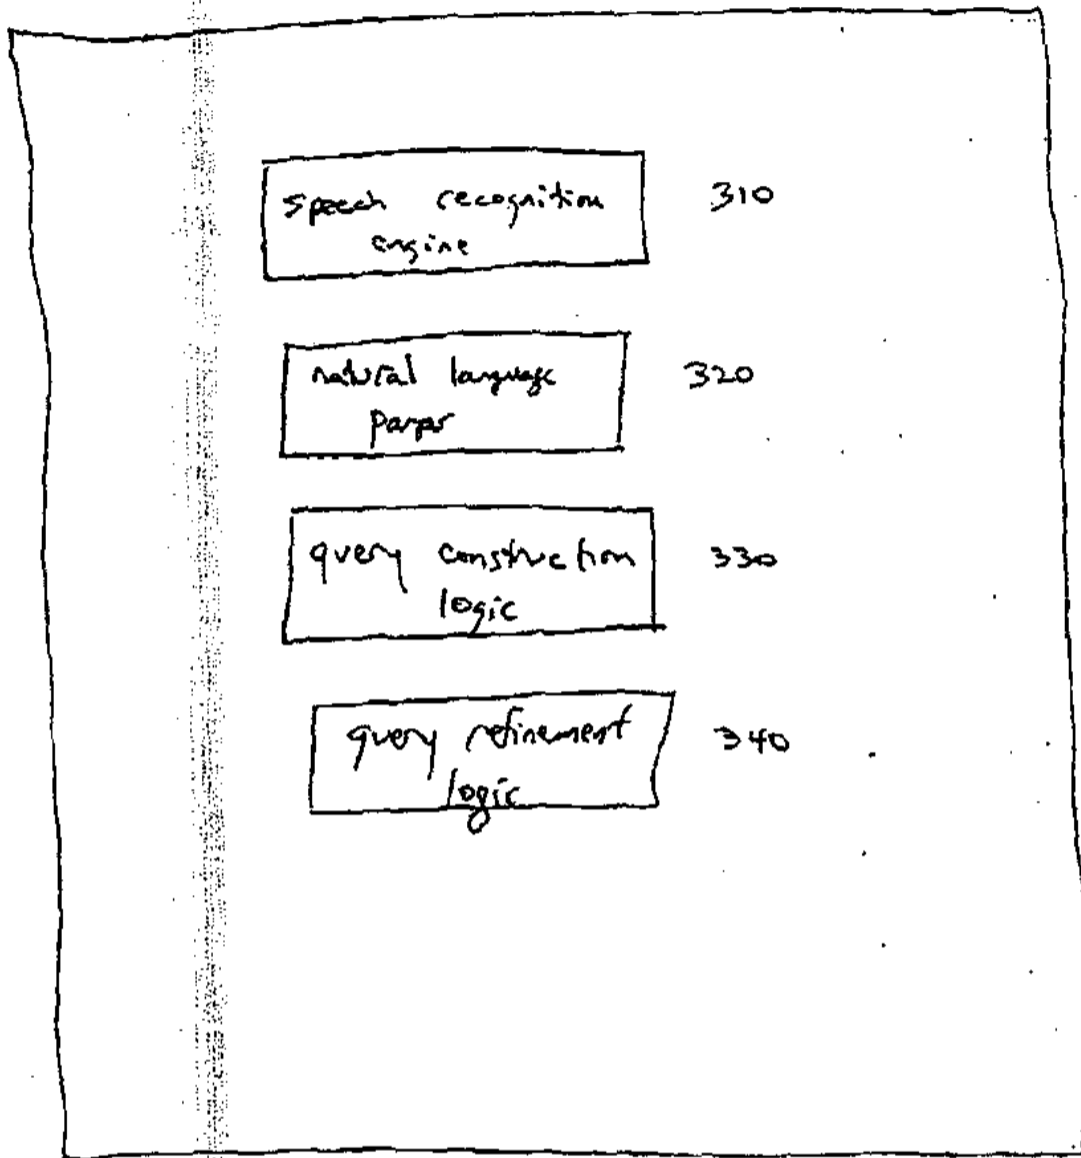 speech recognition 310
engine
natural language 320
parser
query construction 330
logic
query refinement 340
logic